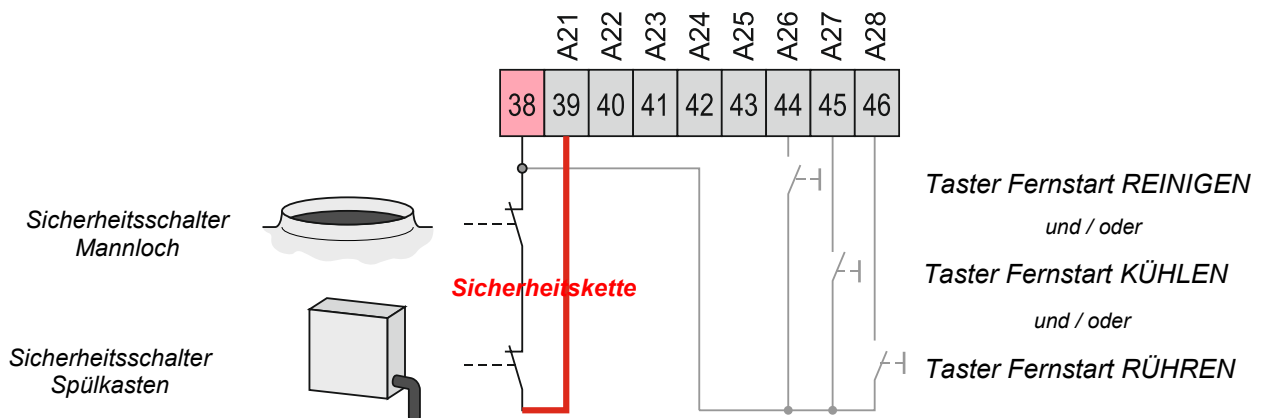 A21 A22 A23 A24 A25 A26 A27 A28
38 39 40 41 42 43 44 45 46
Taster Fernstart REINIGEN
und / oder
Taster Fernstart KÜHLEN
und / oder
Taster Fernstart RÜHREN
Sicherheitsschalter
Mannloch
Sicherheitskette
Sicherheitsschalter
Spülkasten